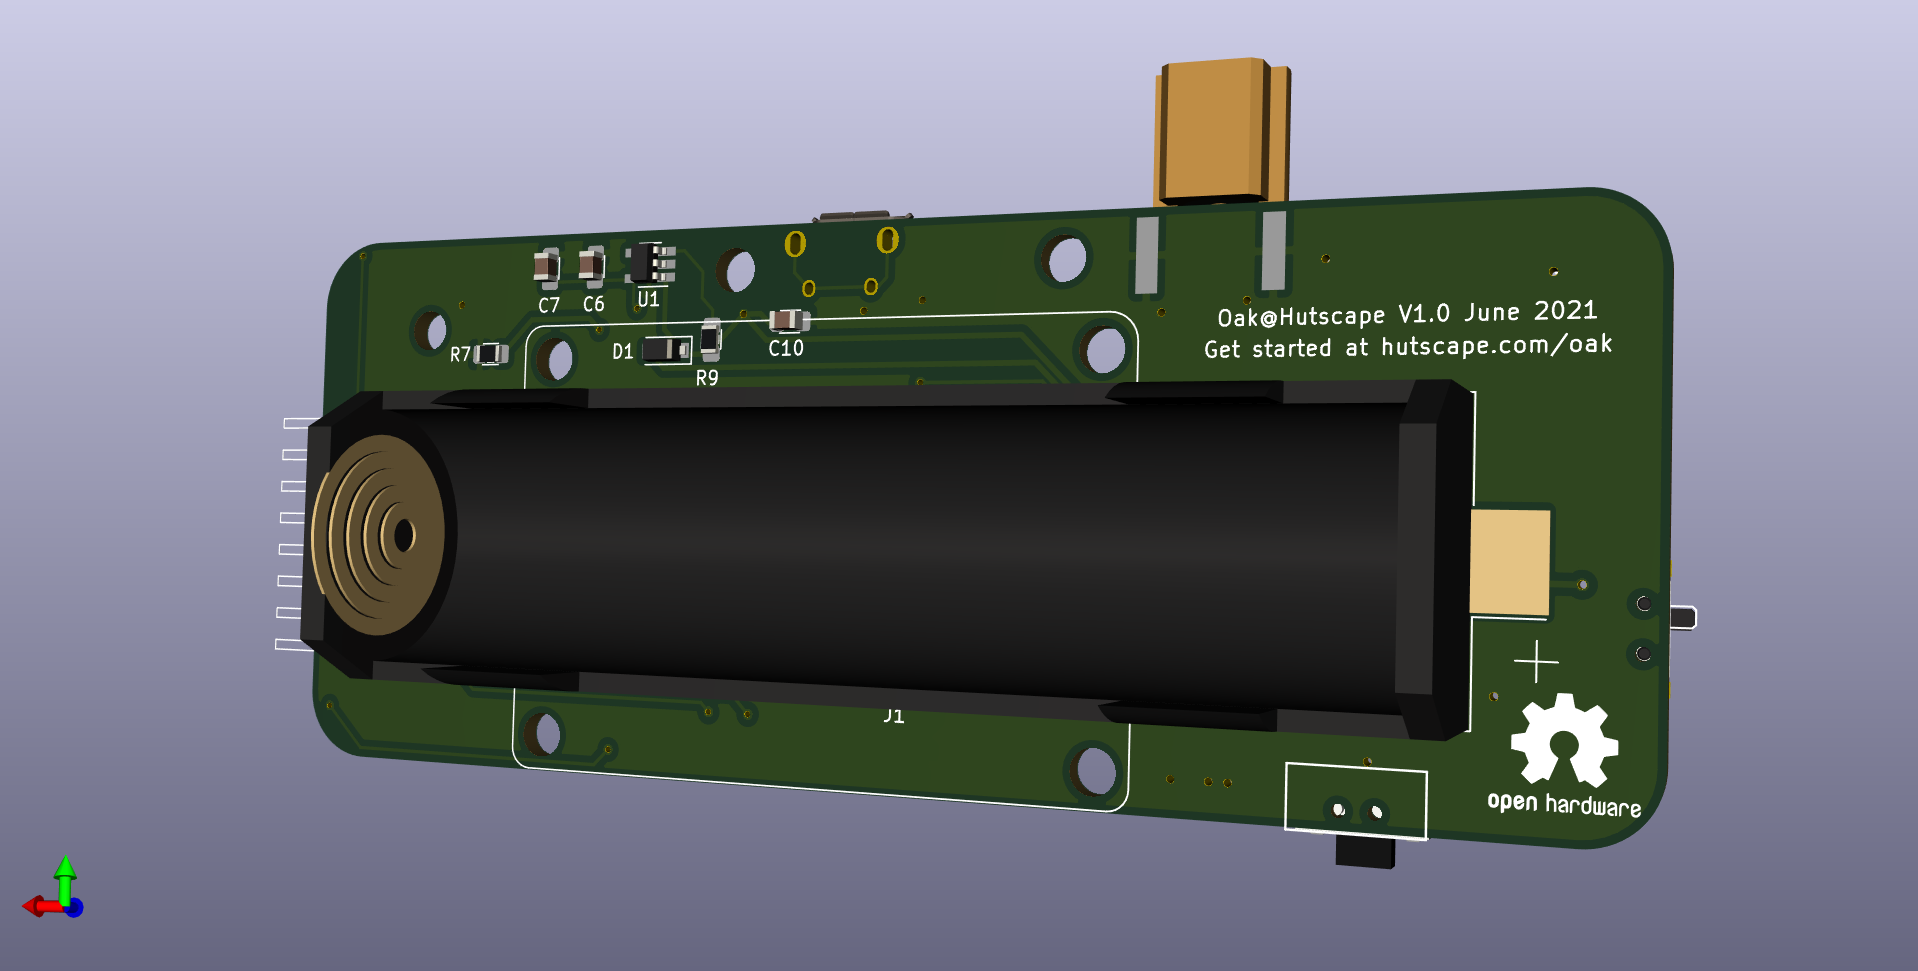 C7
C6
U1
R7
D1
R9
C10
Oak@Hutscape V1.0 June 2021
Get started at hutscape.com/oak
J1
open hardware